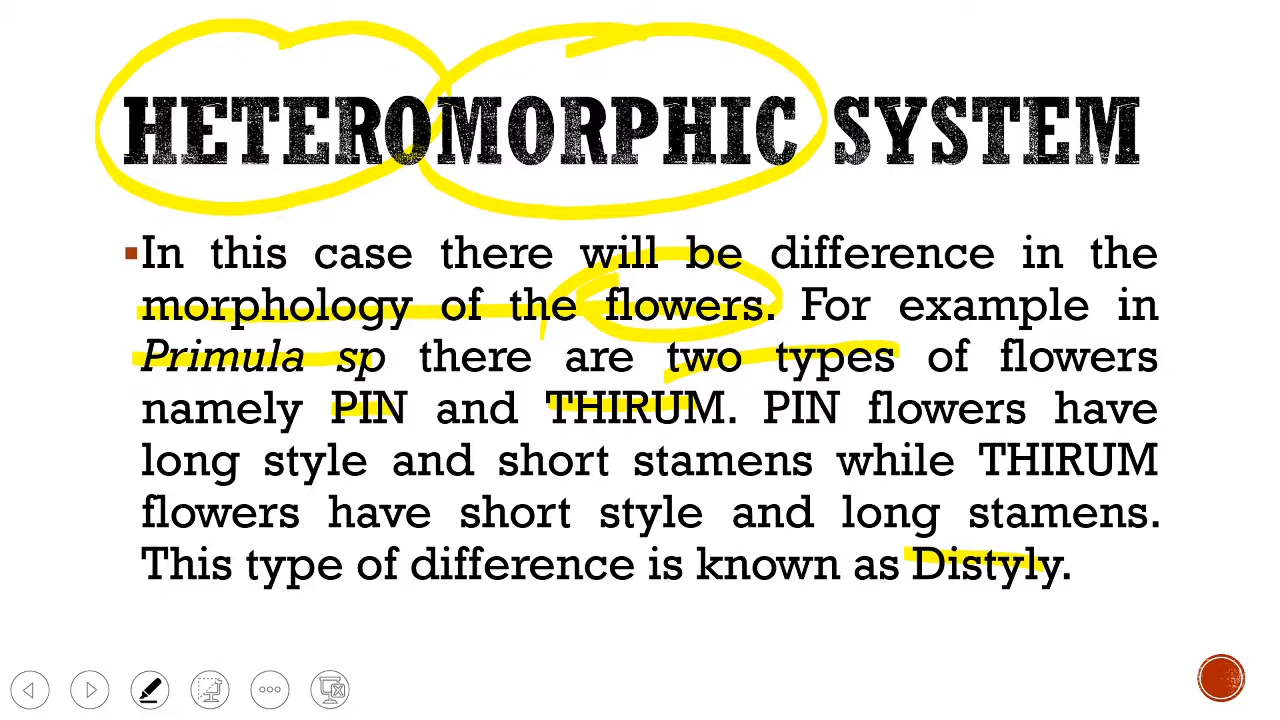 HETEROMORPHIC SYSTEM
In this case there will be difference in the
morphology of the flowers. For example in
Primula sp there are two types of flowers
namely PIN and THIRUM. PIN flowers have
long style and short stamens while THIRUM
flowers have short style and long stamens.
This type of difference is known as Distyly.